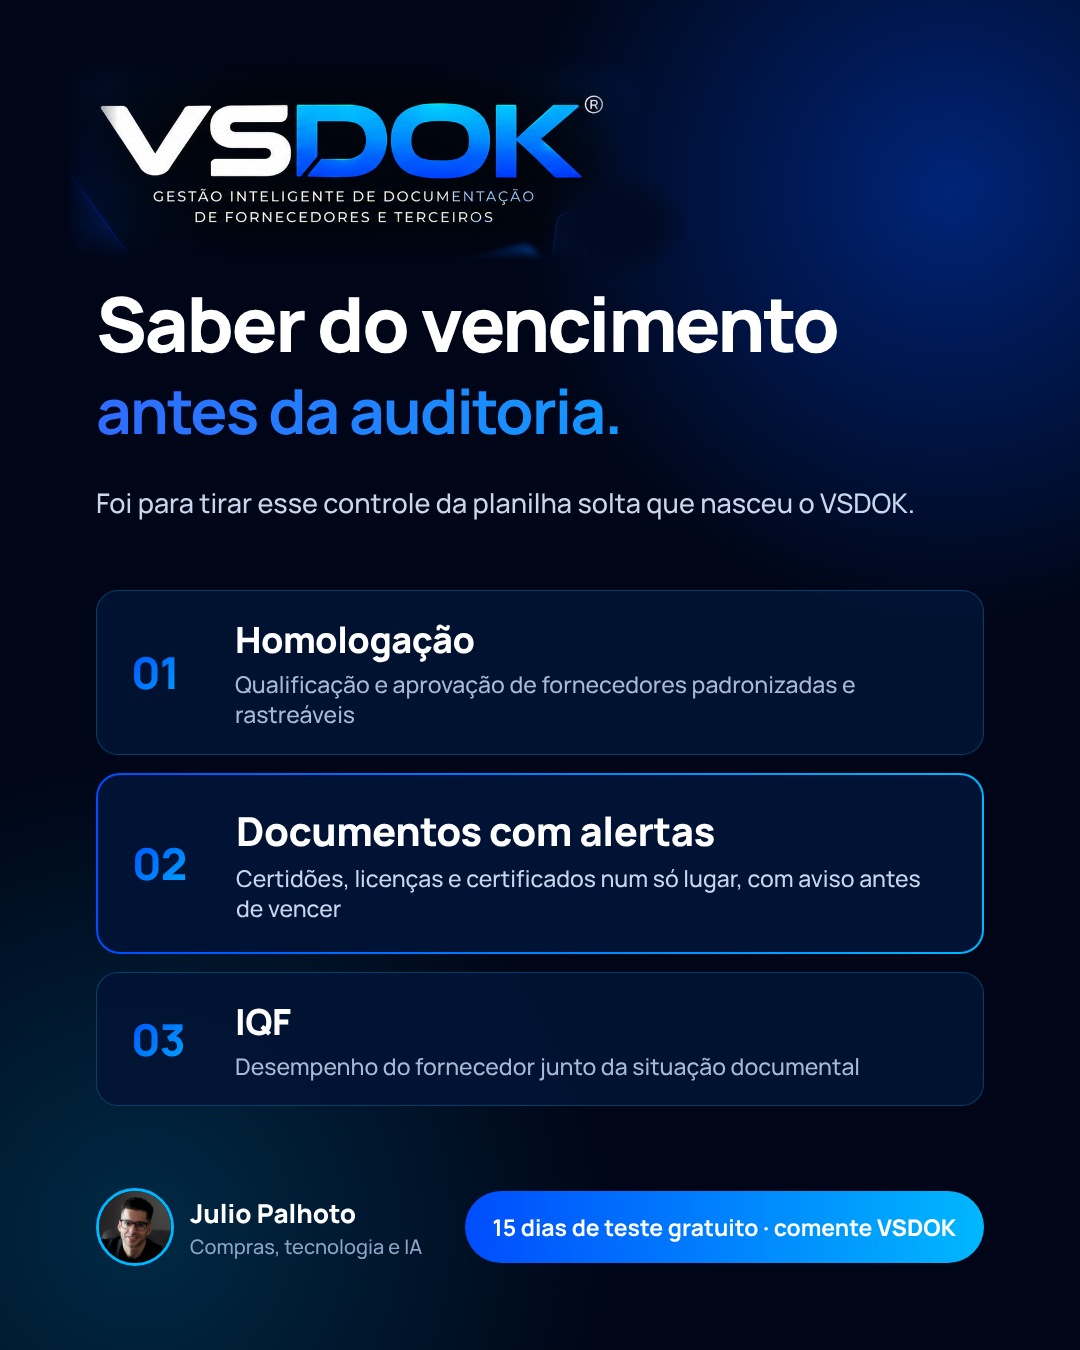 VSDOK®
GESTÃO INTELIGENTE DE DOCUMENTAÇÃO
DE FORNECEDORES E TERCEIROS
Saber do vencimento
antes da auditoria.
Foi para tirar esse controle da planilha solta que nasceu o VSDOK.
01
Homologação
Qualificação e aprovação de fornecedores padronizadas e
rastreáveis
02
Documentos com alertas
Certidões, licenças e certificados num só lugar, com aviso antes
de vencer
03
IQF
Desempenho do fornecedor junto da situação documental
Julio Palhoto
Compras, tecnologia e IA
15 dias de teste gratuito · comente VSDOK